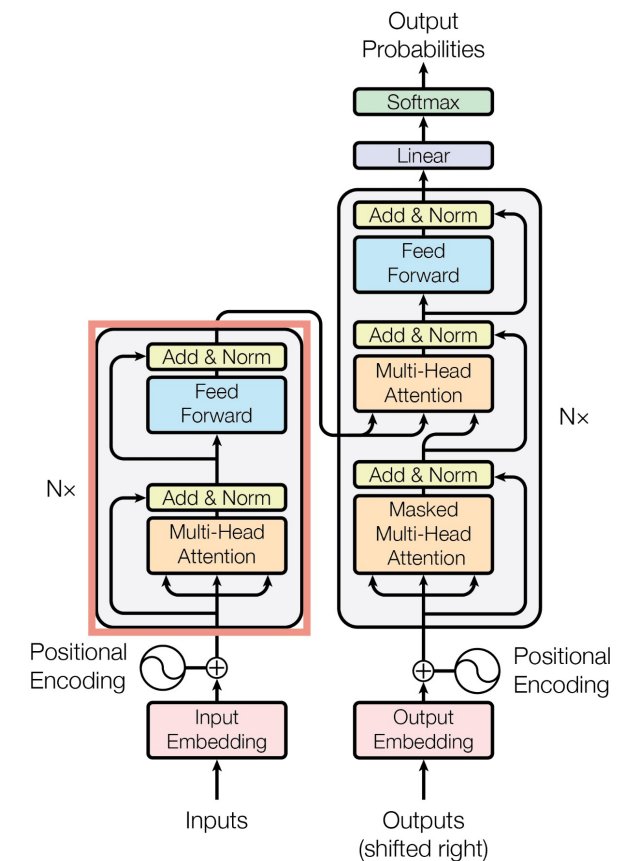 Output
Probabilities
Softmax
Linear
Add & Norm
Feed
Forward
Add & Norm
Multi-Head
Attention
Add & Norm
Masked
Multi-Head
Attention
N×
Add & Norm
Feed
Forward
Add & Norm
Multi-Head
Attention
N×
Positional
Encoding
Positional
Encoding
Input
Embedding
Output
Embedding
Inputs
Outputs
(shifted right)